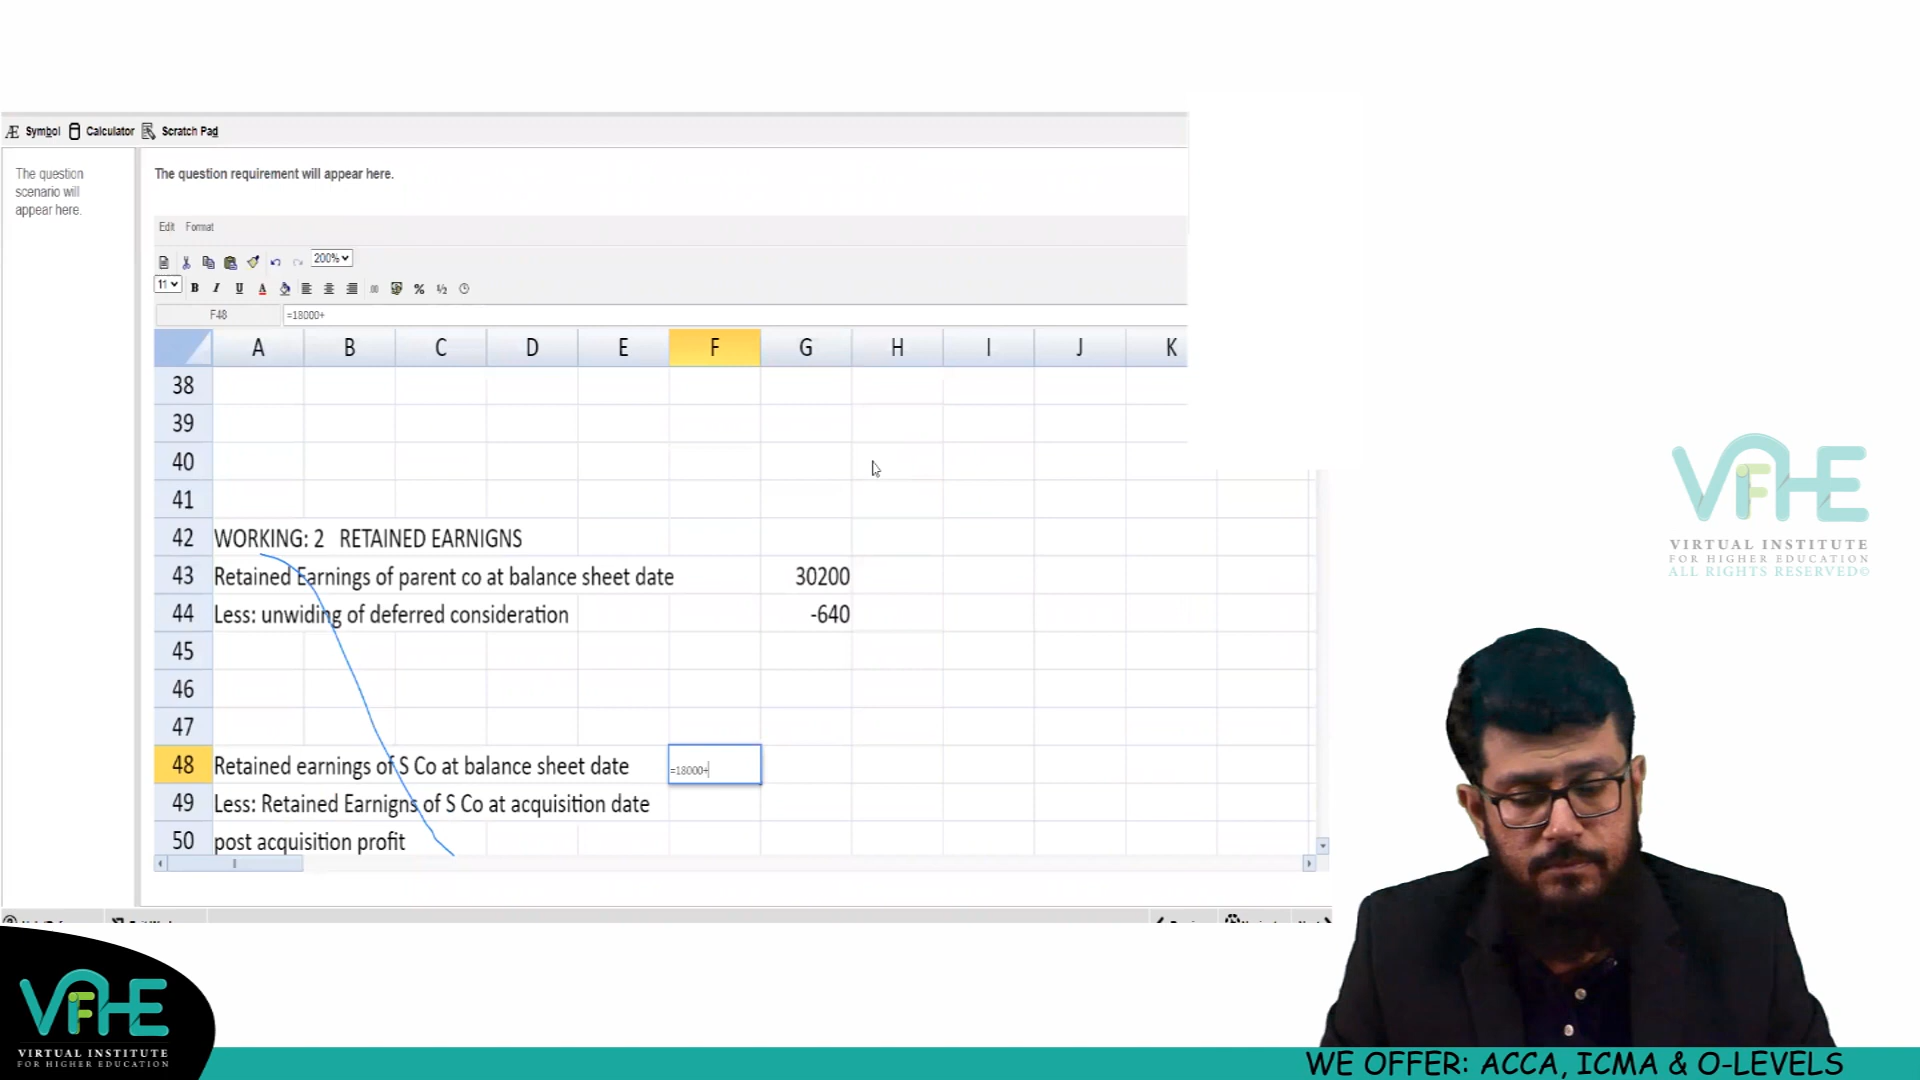 Symbol Calculator Scratch Pad
The question
scenario will
appear here.
The question requirement will appear here.
Edit Format
200%
11 B I U A % ½
F48 =18000+
A B C D E F G H I J K
38
39
40
41
42 WORKING: 2 RETAINED EARNIGNS
43 Retained Earnings of parent co at balance sheet date 30200
44 Less: unwiding of deferred consideration -640
45
46
47
48 Retained earnings of S Co at balance sheet date =18000+
49 Less: Retained Earnigns of S Co at acquisition date
50 post acquisition profit
ViFHE
VIRTUAL INSTITUTE
FOR HIGHER EDUCATION
ALL RIGHTS RESERVED©
ViFHE
VIRTUAL INSTITUTE
FOR HIGHER EDUCATION
WE OFFER: ACCA, ICMA & O-LEVELS